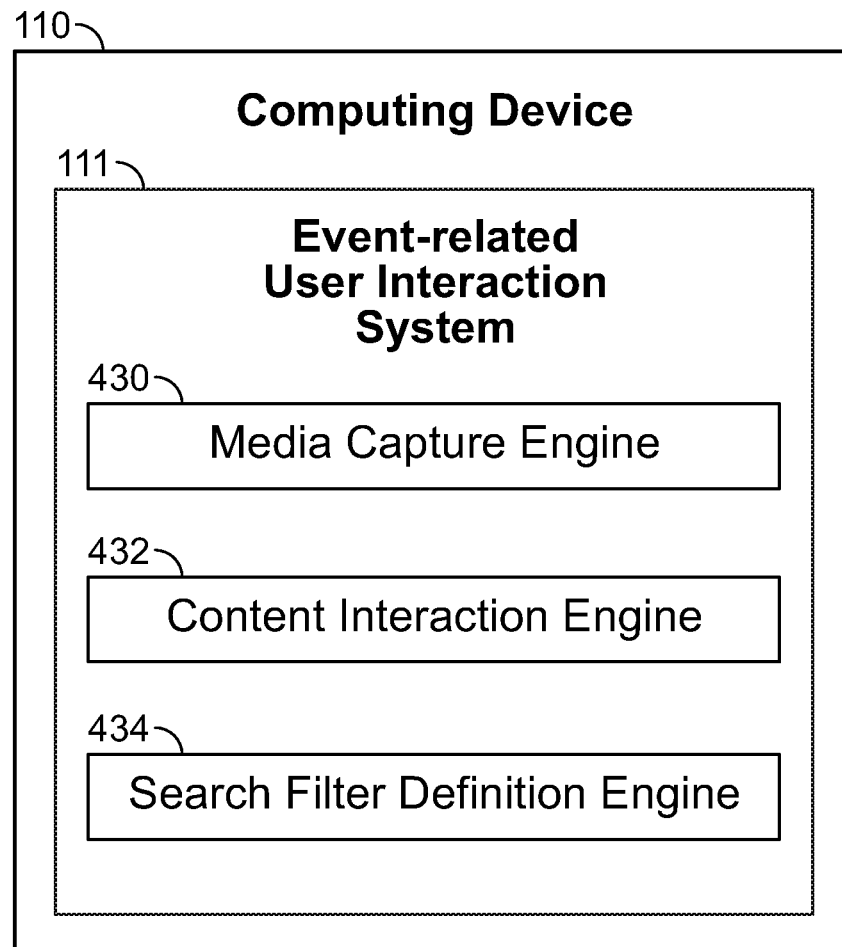 110
Computing Device
111
Event-related
User Interaction
System
430
Media Capture Engine
432
Content Interaction Engine
434
Search Filter Definition Engine